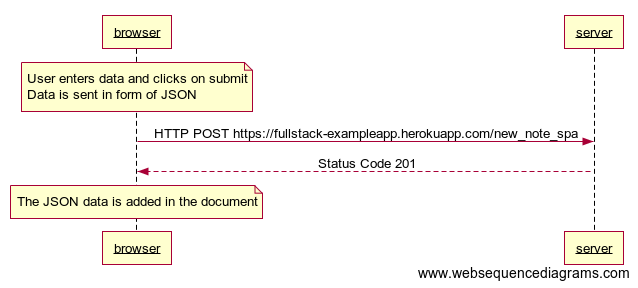 browser
server
User enters data and clicks on submit
Data is sent in form of JSON
HTTP POST https://fullstack-exampleapp.herokuapp.com/new_note_spa
Status Code 201
The JSON data is added in the document
browser
server
www.websequencediagrams.com